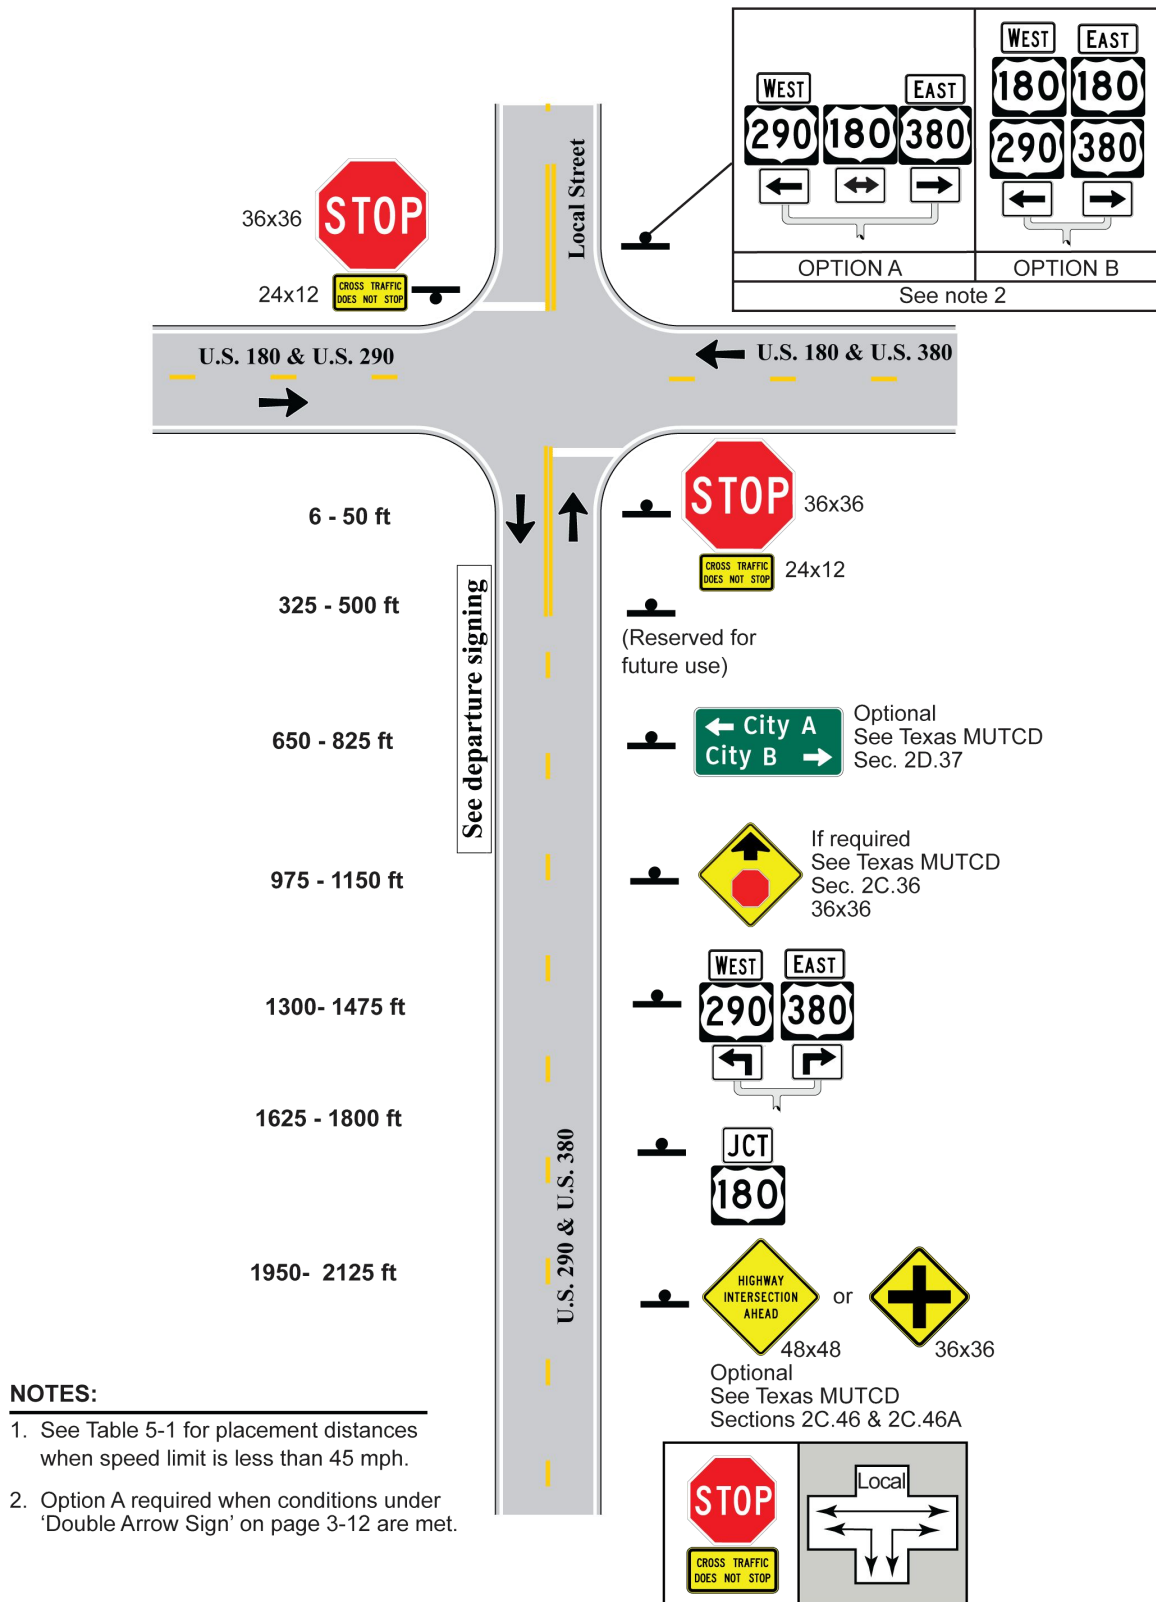 WEST EAST
180 180
WEST EAST
290 180 380
290 380
OPTION A OPTION B
See note 2
Local Street
36x36
STOP
24x12
CROSS TRAFFIC
DOES NOT STOP
U.S. 180 & U.S. 290
U.S. 180 & U.S. 380
6 - 50 ft
STOP
36x36
CROSS TRAFFIC
DOES NOT STOP
24x12
325 - 500 ft
(Reserved for
future use)
See departure signing
650 - 825 ft
City A
City B
Optional
See Texas MUTCD
Sec. 2D.37
975 - 1150 ft
If required
See Texas MUTCD
Sec. 2C.36
36x36
1300- 1475 ft
WEST EAST
290 380
1625 - 1800 ft
JCT
180
U.S. 290 & U.S. 380
1950- 2125 ft
HIGHWAY
INTERSECTION
AHEAD
or
48x48
36x36
Optional
See Texas MUTCD
Sections 2C.46 & 2C.46A
NOTES:
1. See Table 5-1 for placement distances
when speed limit is less than 45 mph.
2. Option A required when conditions under
'Double Arrow Sign' on page 3-12 are met.
STOP
CROSS TRAFFIC
DOES NOT STOP
Local